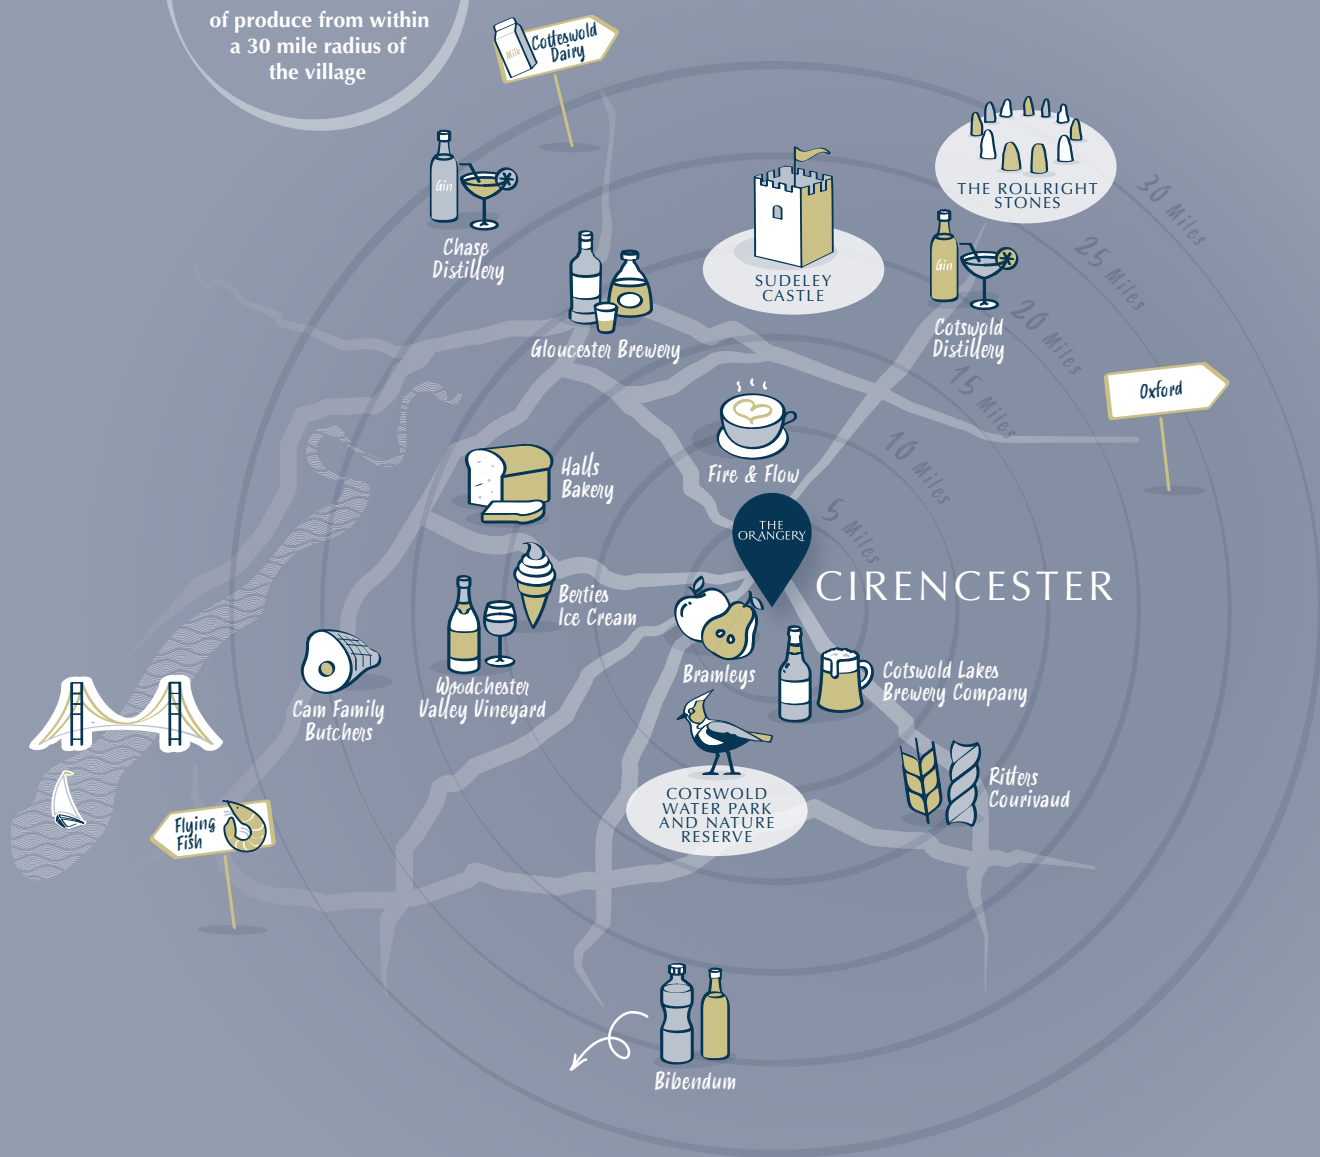 of produce from within
a 30 mile radius of
the village
Milk
Cotteswold
Dairy
THE ROLLRIGHT
STONES
30 Miles
Gin
Chase
Distillery
SUDELEY
CASTLE
25 Miles
Gin
Cotswold
Distillery
20 Miles
Gloucester Brewery
15 Miles
Oxford
10 Miles
Halls
Bakery
Fire & Flow
5 Miles
THE
ORANGERY
CIRENCESTER
Berties
Ice Cream
Bramleys
Cotswold Lakes
Brewery Company
Woodchester
Valley Vineyard
Cam Family
Butchers
Ritters
Courivaud
COTSWOLD
WATER PARK
AND NATURE
RESERVE
Flying
Fish
Bibendum